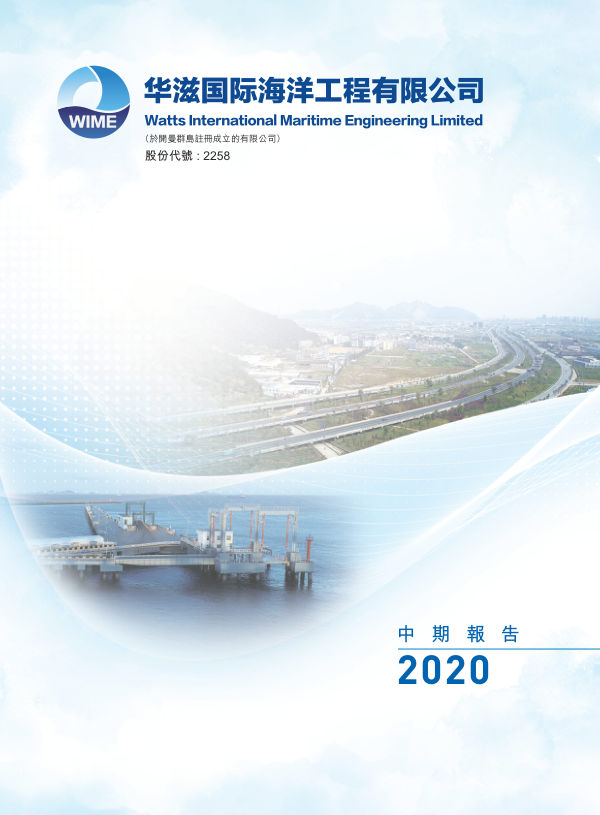 WIME
华滋国际海洋工程有限公司
Watts International Maritime Engineering Limited
(於開曼群島註冊成立的有限公司)
股份代號 : 2258
中期報告
2020